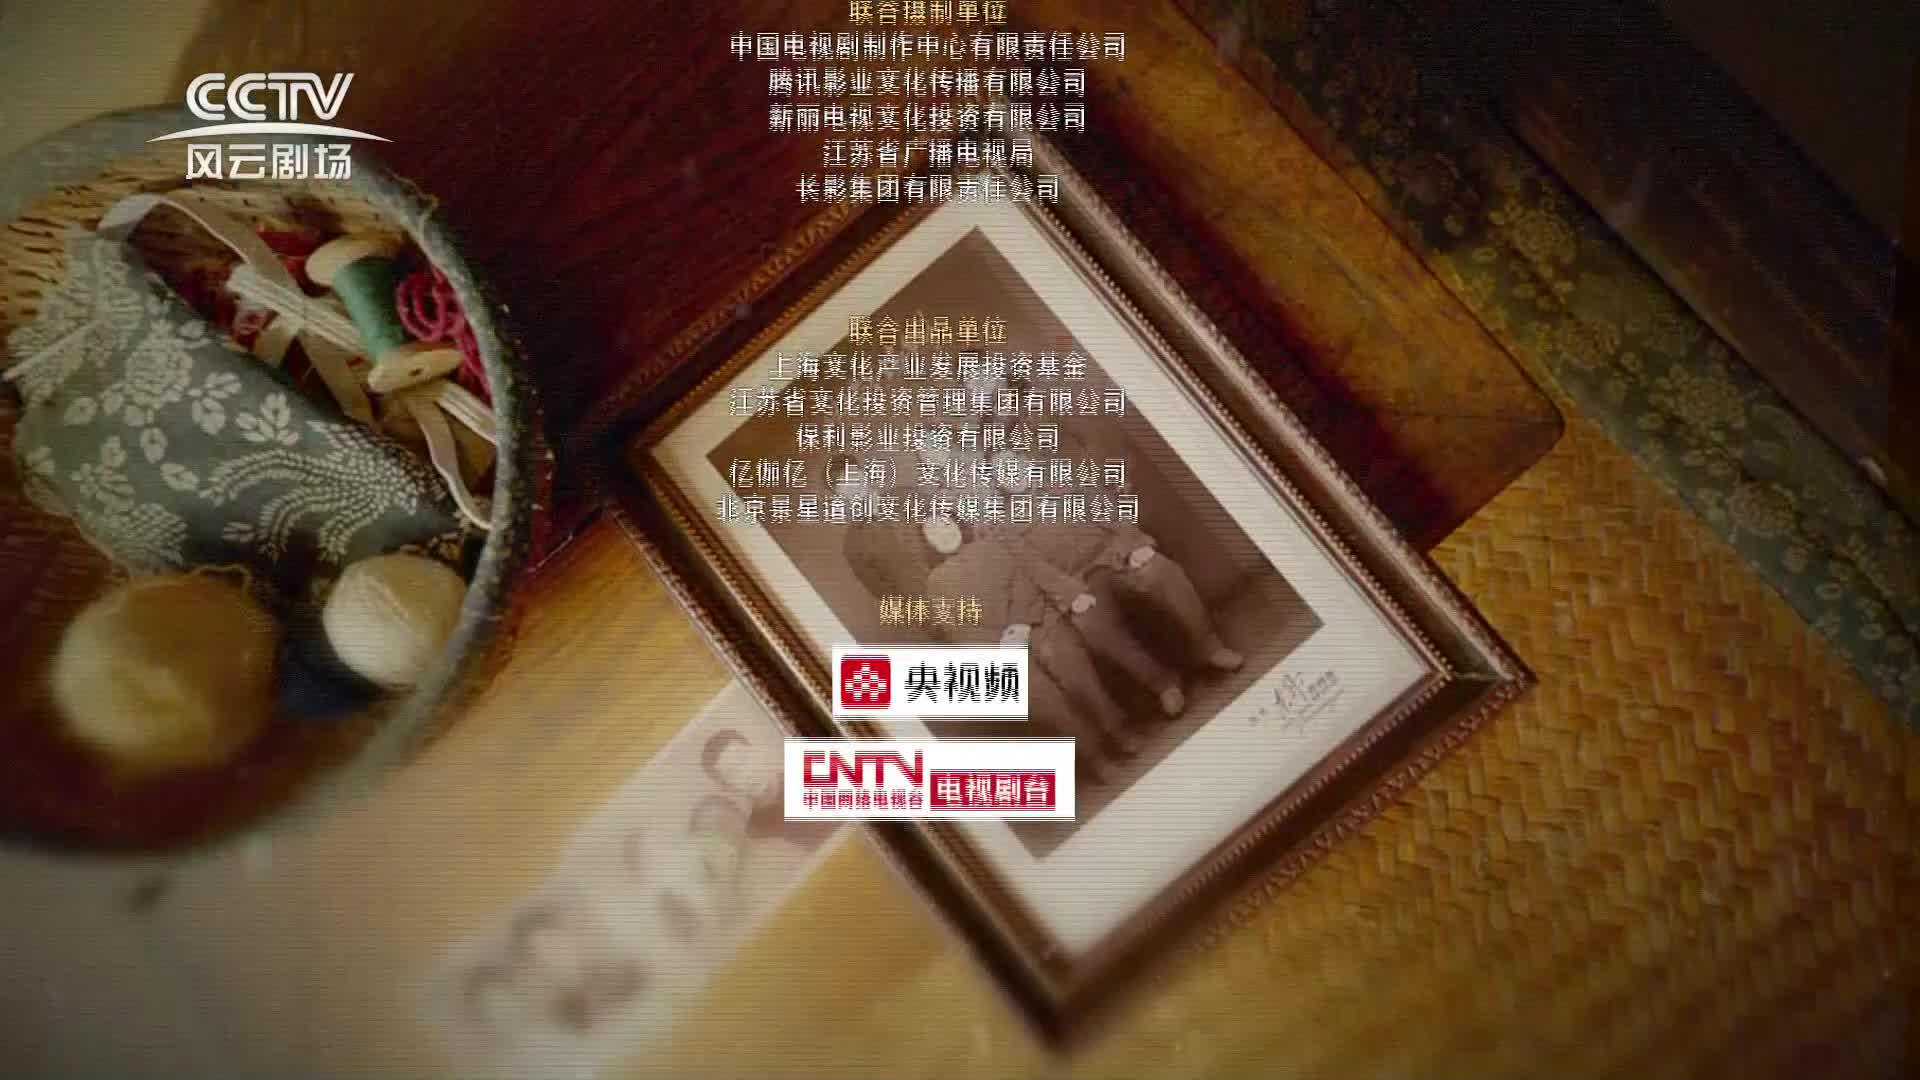 CCTV
风云剧场
联合摄制单位
中国电视剧制作中心有限责任公司
腾讯影业文化传播有限公司
新丽电视文化投资有限公司
江苏省广播电视局
长影集团有限责任公司
联合出品单位
上海文化产业发展投资基金
江苏省文化投资管理集团有限公司
保利影业投资有限公司
亿伽亿（上海）文化传媒有限公司
北京景星道创文化传媒集团有限公司
媒体支持
央视频
CNTV
中国网络电视台
电视剧台